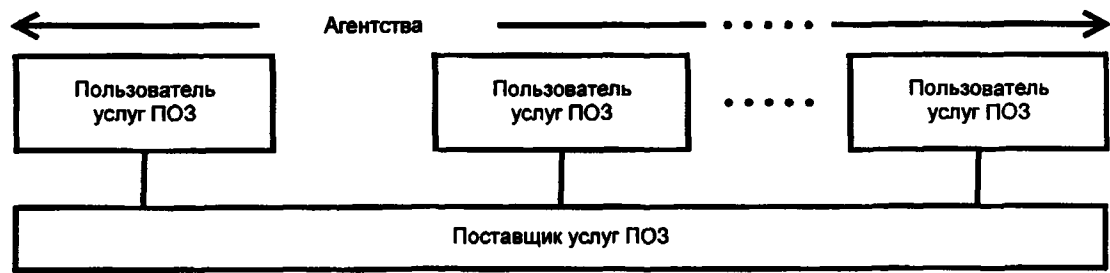 Агентства
Пользователь
услуг ПОЗ
Пользователь
услуг ПОЗ
Пользователь
услуг ПОЗ
Поставщик услуг ПОЗ